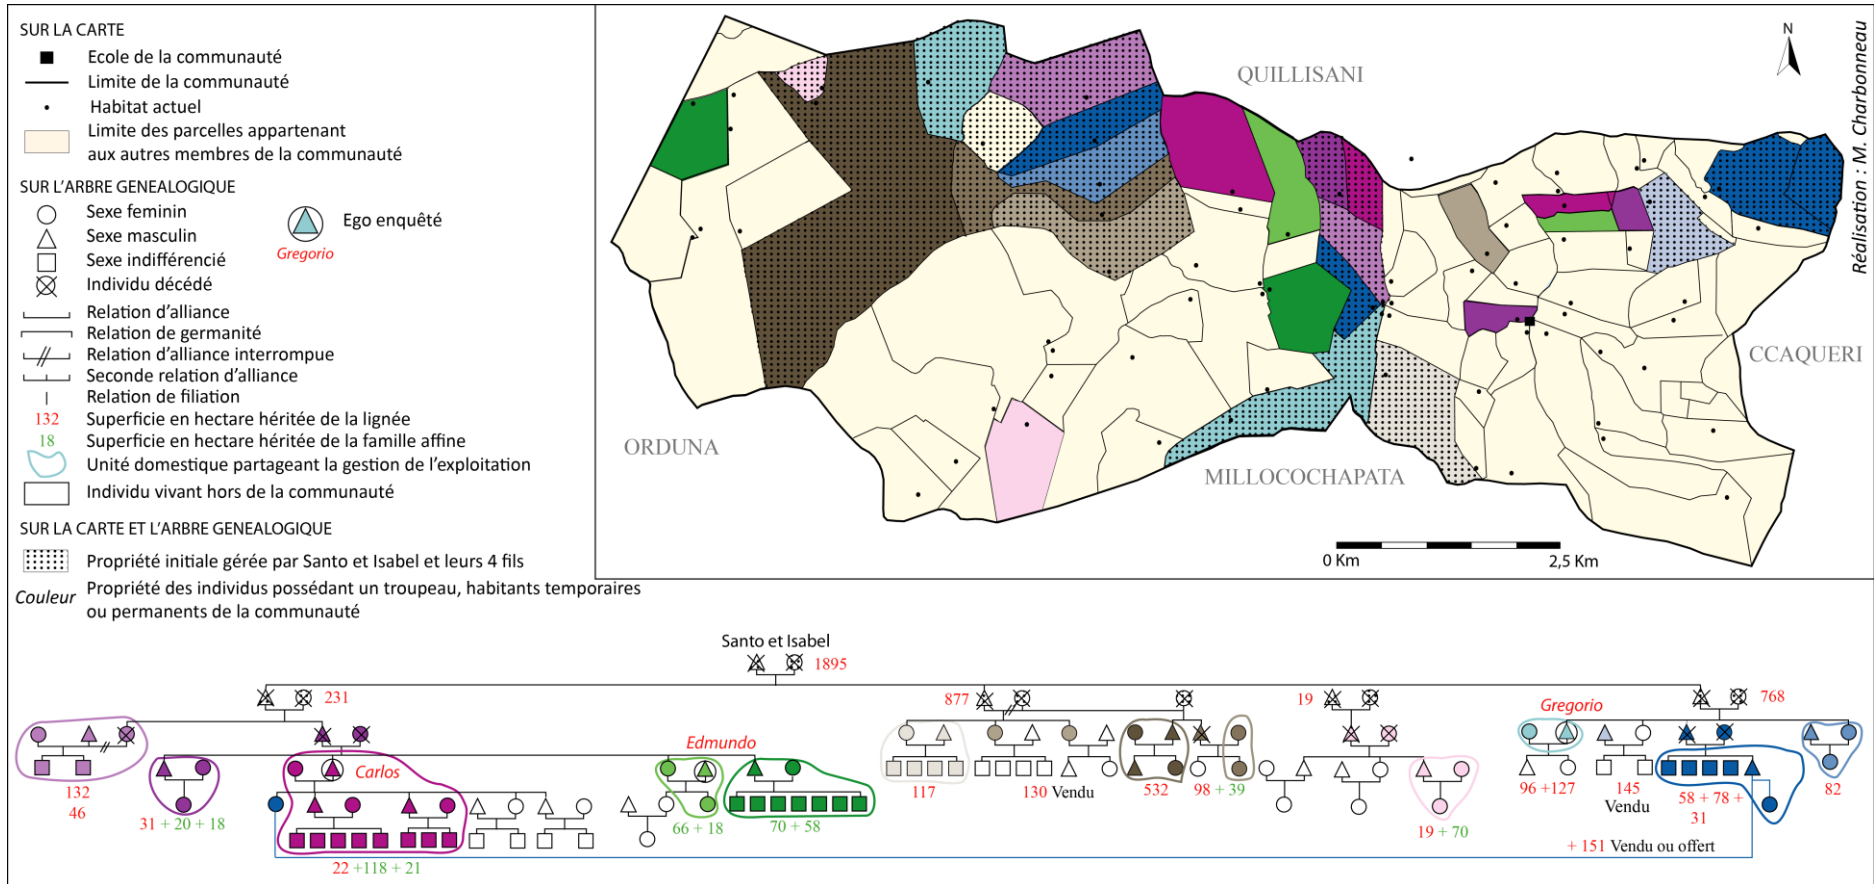 SUR LA CARTE
Ecole de la communauté
Limite de la communauté
Habitat actuel
Limite des parcelles appartenant
aux autres membres de la communauté
SUR L'ARBRE GENEALOGIQUE
Sexe feminin
Sexe masculin
Sexe indifférencié
Individu décédé
Ego enquêté
Gregorio
Relation d'alliance
Relation de germanité
Relation d'alliance interrompue
Seconde relation d'alliance
Relation de filiation
132 Superficie en hectare héritée de la lignée
18 Superficie en hectare héritée de la famille affine
Unité domestique partageant la gestion de l'exploitation
Individu vivant hors de la communauté
SUR LA CARTE ET L'ARBRE GENEALOGIQUE
Propriété initiale gérée par Santo et Isabel et leurs 4 fils
Couleur Propriété des individus possédant un troupeau, habitants temporaires
ou permanents de la communauté
QUILLISANI
N
Réalisation : M. Charbonneau
CCAQUERI
ORDUNA
MILLOCOCHAPATA
0 Km 2,5 Km
Santo et Isabel
1895
231
877
19
768
Gregorio
Edmundo
Carlos
132
46
31 + 20 + 18
22 +118 + 21
66 + 18
70 + 58
117
130 Vendu
532
98 + 39
19 + 70
96 +127
145
Vendu
58 + 78 +
31
82
+ 151 Vendu ou offert